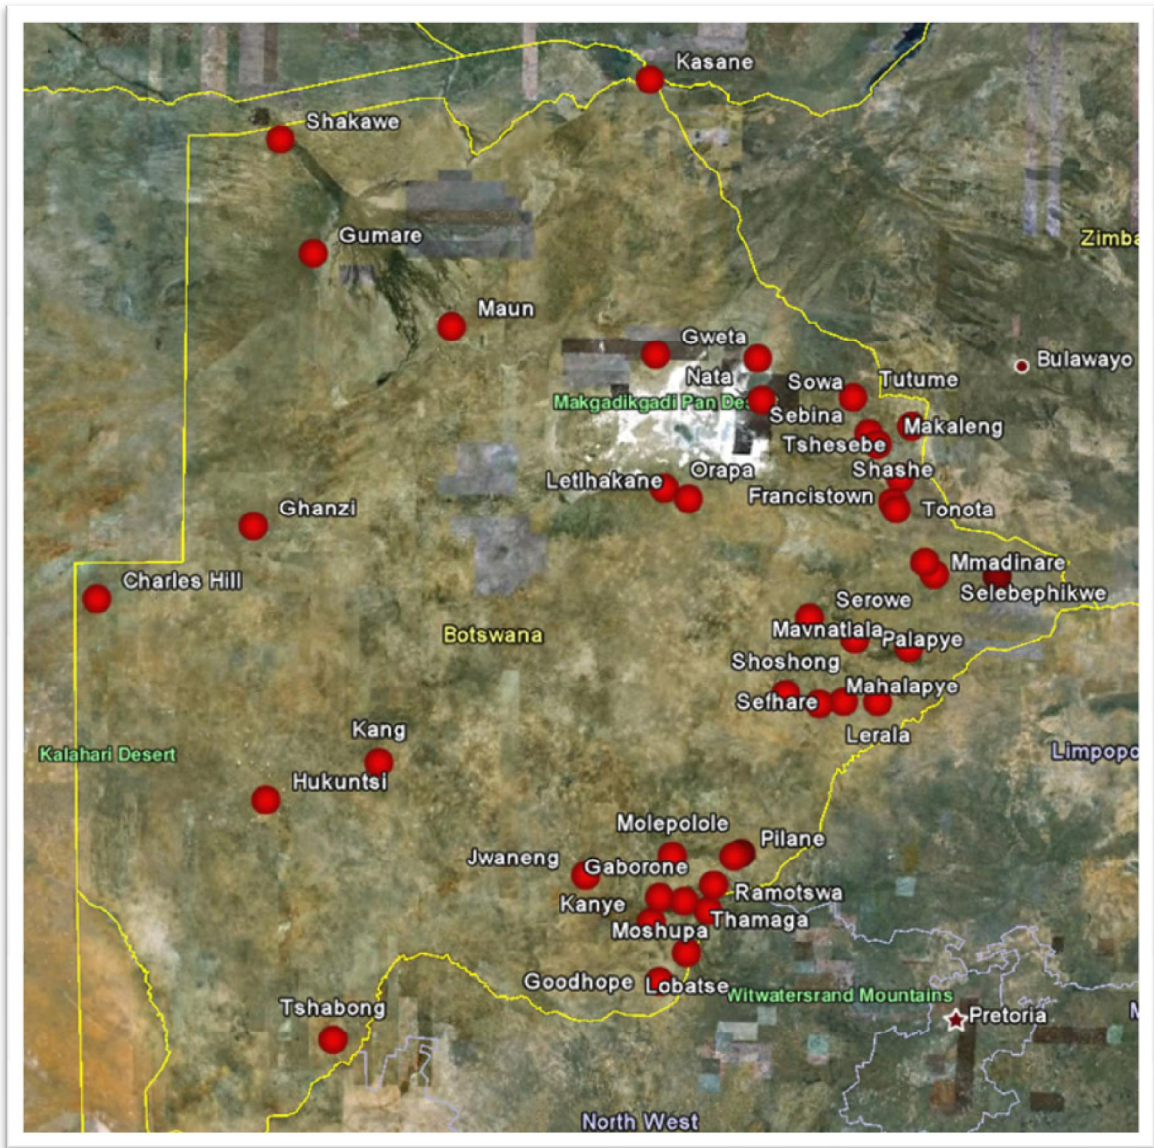 Kasane
Shakawe
Gumare
Zimba
Maun
Gweta
Bulawayo
Nata
Sowa
Tutume
Makgadikgadi Pan De
Sebina
Makaleng
Tshesebe
Orapa
Shashe
Letlhakane
Francistown
Tonota
Ghanzi
Mmadinare
Charles Hill
Selebephikwe
Serowe
Botswana
Mavnatlala
Palapye
Shoshong
Mahalapye
Sefhare
Kang
Lerala
Kalahari Desert
Limpopo
Hukuntsi
Molepolole
Pilane
Jwaneng
Gaborone
Ramotswa
Kanye
Thamaga
Moshupa
Goodhope
Lobatse
Witwatersrand Mountains
Tshabong
Pretoria
M
North West